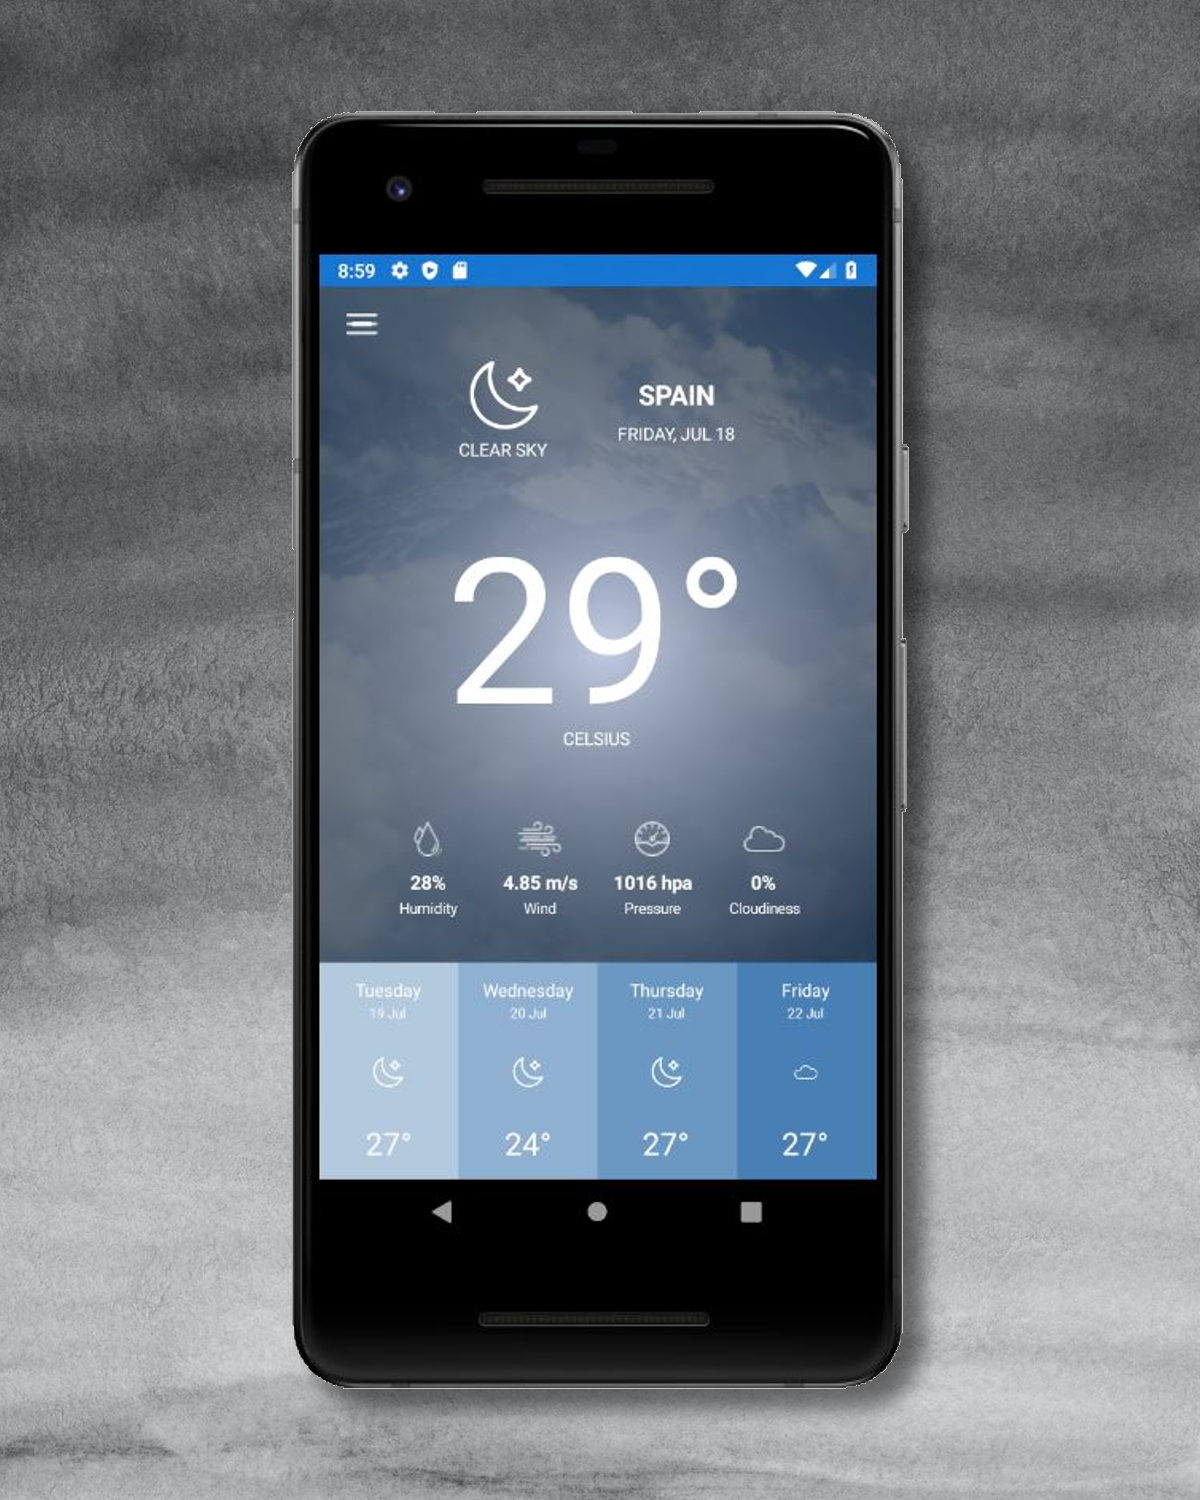 8:59
CLEAR SKY
SPAIN
FRIDAY, JUL 18
29°
CELSIUS
28% 4.85 m/s 1016 hpa 0%
Humidity Wind Pressure Cloudiness
Tuesday Wednesday Thursday Friday
19 Jul 20 Jul 21 Jul 22 Jul
27° 24° 27° 27°